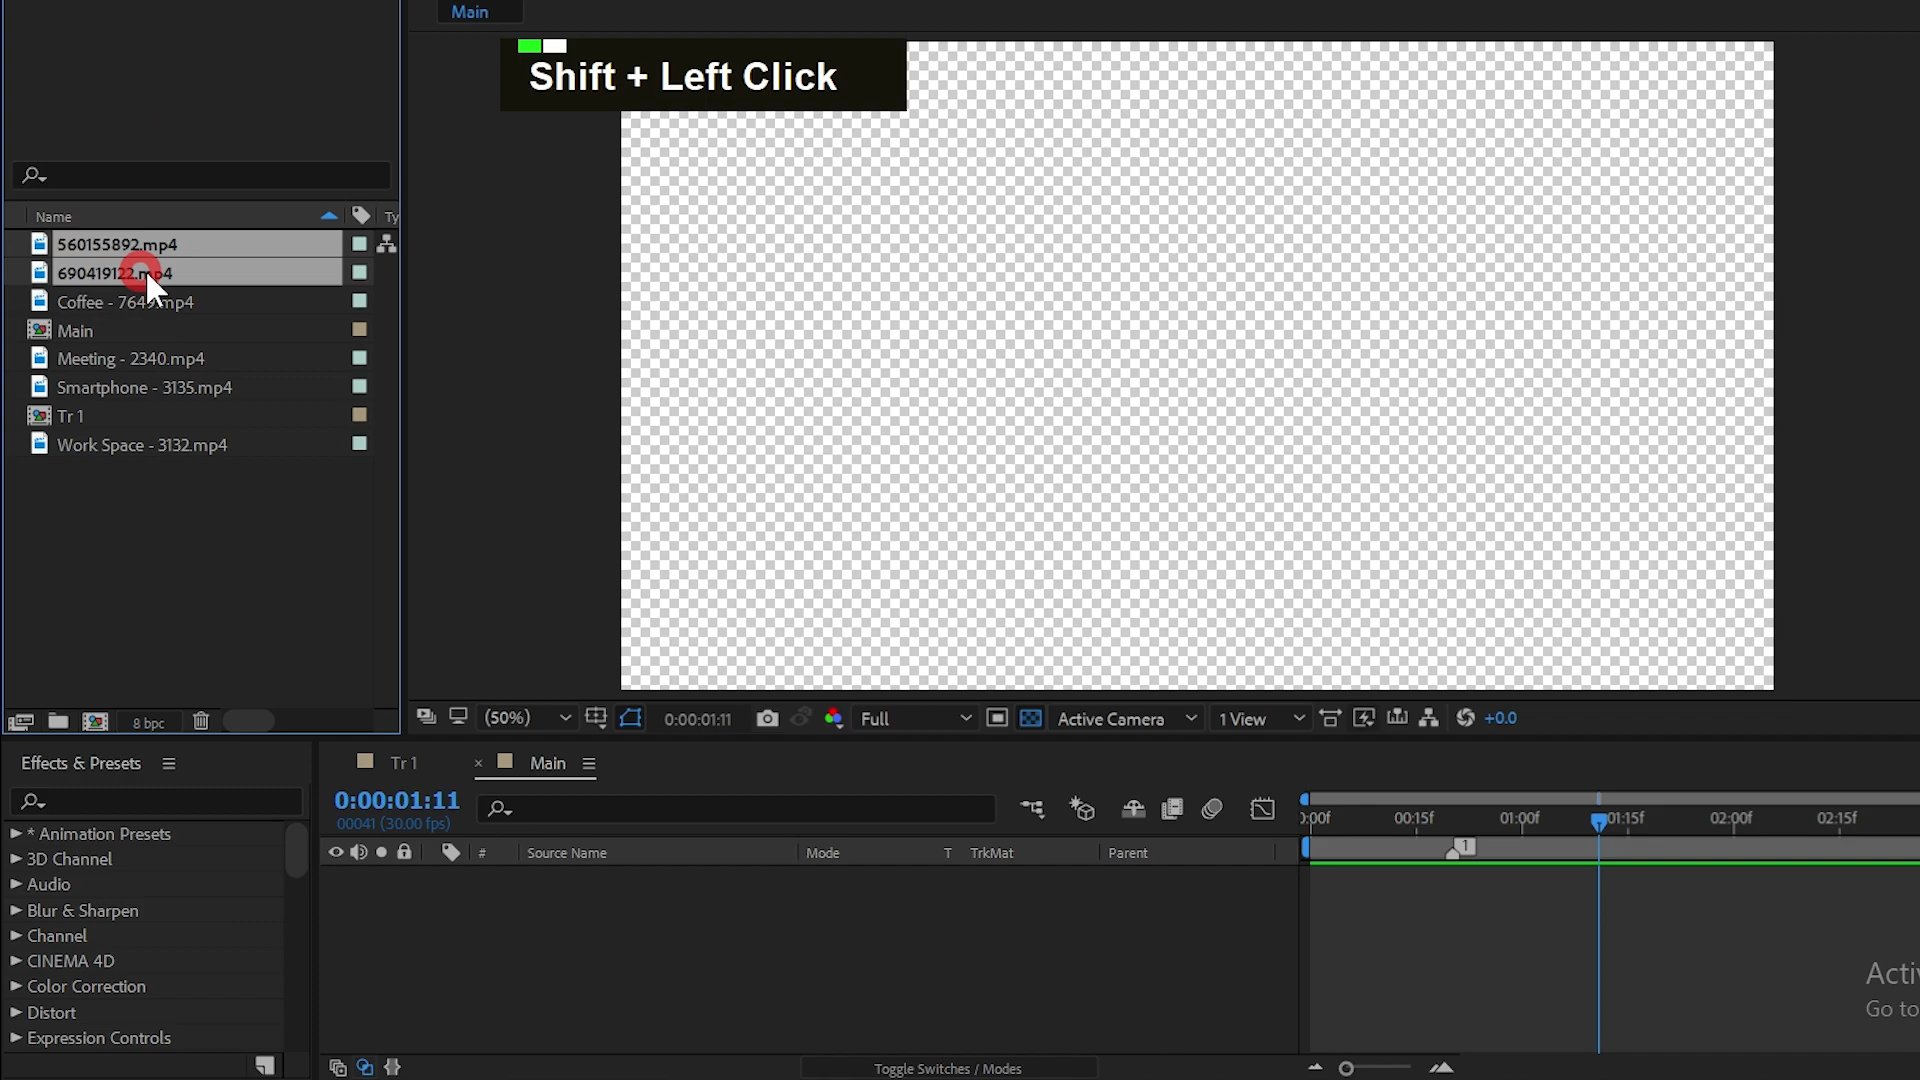 Main
Shift + Left Click
Name
Ty
560155892.mp4
690419122.mp4
Coffee - 7649.mp4
Main
Meeting - 2340.mp4
Smartphone - 3135.mp4
Tr 1
Work Space - 3132.mp4
8 bpc
(50%)
0:00:01:11
Full
Active Camera
1 View
+0.0
Effects & Presets
Tr 1
× Main
0:00:01:11
00041 (30.00 fps)
):00f 00:15f 01:00f 01:15f 02:00f 02:15f
# Source Name Mode T TrkMat Parent
1
* Animation Presets
3D Channel
Audio
Blur & Sharpen
Channel
CINEMA 4D
Color Correction
Distort
Expression Controls
Acti
Go to
Toggle Switches / Modes